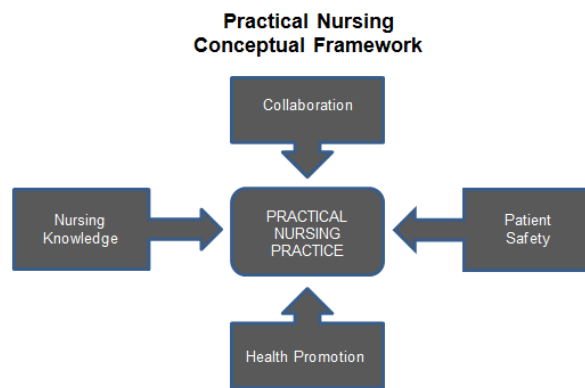 Practical Nursing
Conceptual Framework
Collaboration
Nursing
Knowledge
PRACTICAL
NURSING
PRACTICE
Patient
Safety
Health Promotion